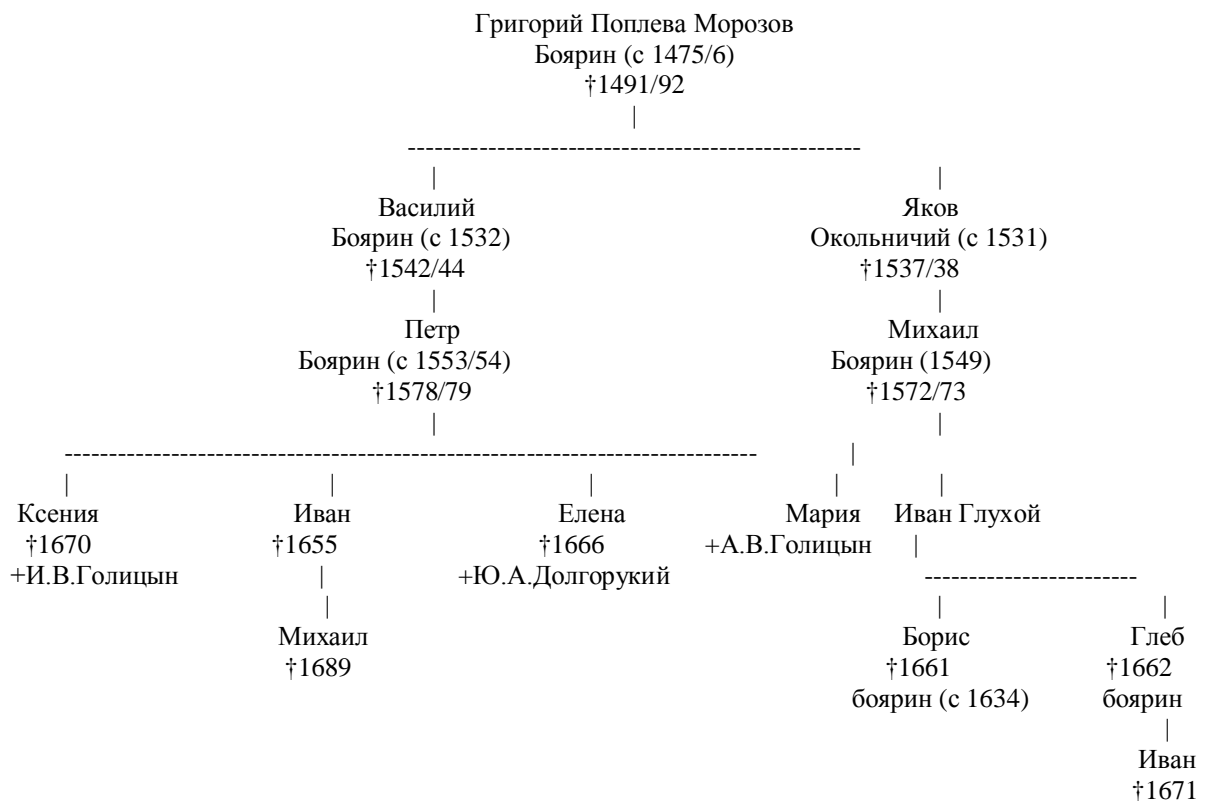 Григорий Поплева Морозов
Боярин (с 1475/6)
†1491/92
Василий Яков
Боярин (с 1532) Окольничий (с 1531)
†1542/44 †1537/38
Петр Михаил
Боярин (с 1553/54) Боярин (1549)
†1578/79 †1572/73
Ксения Иван Елена Мария Иван Глухой
†1670 †1655 †1666 +А.В.Голицын
+И.В.Голицын +Ю.А.Долгорукий
Михаил Борис Глеб
†1689 †1661 †1662
боярин (с 1634) боярин
Иван
†1671